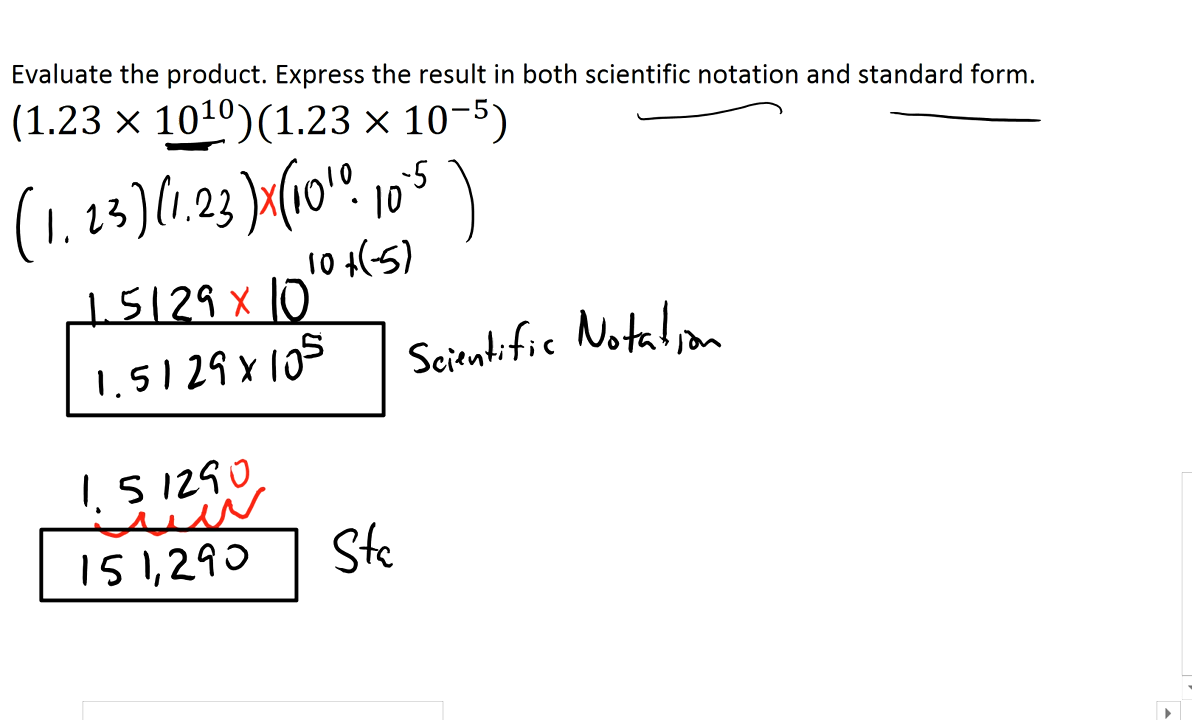 Evaluate the product. Express the result in both scientific notation and standard form.
(1.23 × 10¹⁰)(1.23 × 10⁻⁵)
(1.23)(1.23)×(10¹⁰·10⁻⁵)
1.5129 × 10¹⁰⁺⁽⁻⁵⁾
1.5129 × 10⁵ Scientific Notation
1.51290
151,290 Sta